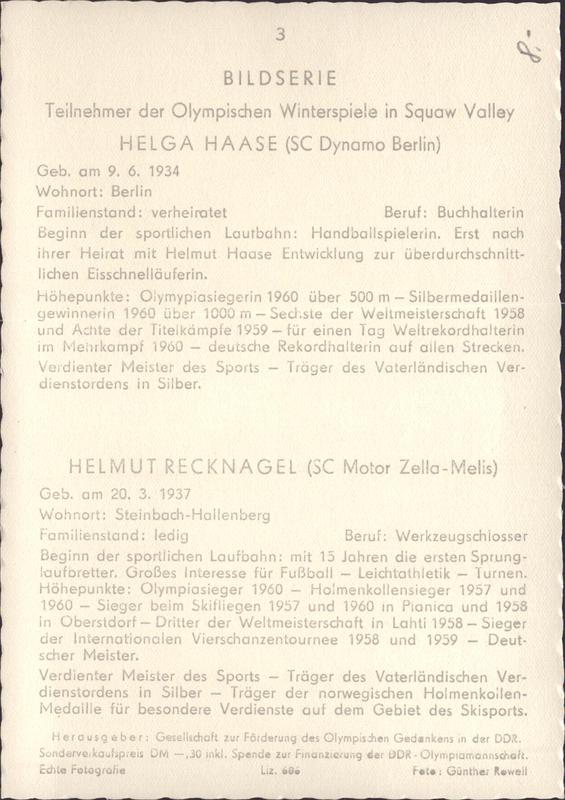 3
8,-
BILDSERIE
Teilnehmer der Olympischen Winterspiele in Squaw Valley
HELGA HAASE (SC Dynamo Berlin)
Geb. am 9. 6. 1934
Wohnort: Berlin
Familienstand: verheiratet Beruf: Buchhalterin
Beginn der sportlichen Laufbahn: Handballspielerin. Erst nach
ihrer Heirat mit Helmut Haase Entwicklung zur überdurchschnitt-
lichen Eisschnelläuferin.
Höhepunkte: Olymypiasiegerin 1960 über 500 m — Silbermedaillen-
gewinnerin 1960 über 1000 m — Sechste der Weltmeisterschaft 1958
und Achte der Titelkämpfe 1959 — für einen Tag Weltrekordhalterin
im Mehrkampf 1960 — deutsche Rekordhalterin auf allen Strecken.
Verdienter Meister des Sports — Träger des Vaterländischen Ver-
dienstordens in Silber.
HELMUT RECKNAGEL (SC Motor Zella-Melis)
Geb. am 20. 3. 1937
Wohnort: Steinbach-Hallenberg
Familienstand: ledig Beruf: Werkzeugschlosser
Beginn der sportlichen Laufbahn: mit 15 Jahren die ersten Sprung-
laufbretter. Großes Interesse für Fußball — Leichtathletik — Turnen.
Höhepunkte: Olympiasieger 1960 — Holmenkollensieger 1957 und
1960 — Sieger beim Skifliegen 1957 und 1960 in Planica und 1958
in Oberstdorf — Dritter der Weltmeisterschaft in Lahti 1958 — Sieger
der Internationalen Vierschanzentournee 1958 und 1959 — Deut-
scher Meister.
Verdienter Meister des Sports — Träger des Vaterländischen Ver-
dienstordens in Silber — Träger der norwegischen Holmenkollen-
Medaille für besondere Verdienste auf dem Gebiet des Skisports.
Herausgeber: Gesellschaft zur Förderung des Olympischen Gedankens in der DDR.
Sonderverkaufspreis DM —,30 inkl. Spende zur Finanzierung der DDR-Olympiamannschaft.
Echte Fotografie Liz. 606 Foto: Günther Rowell